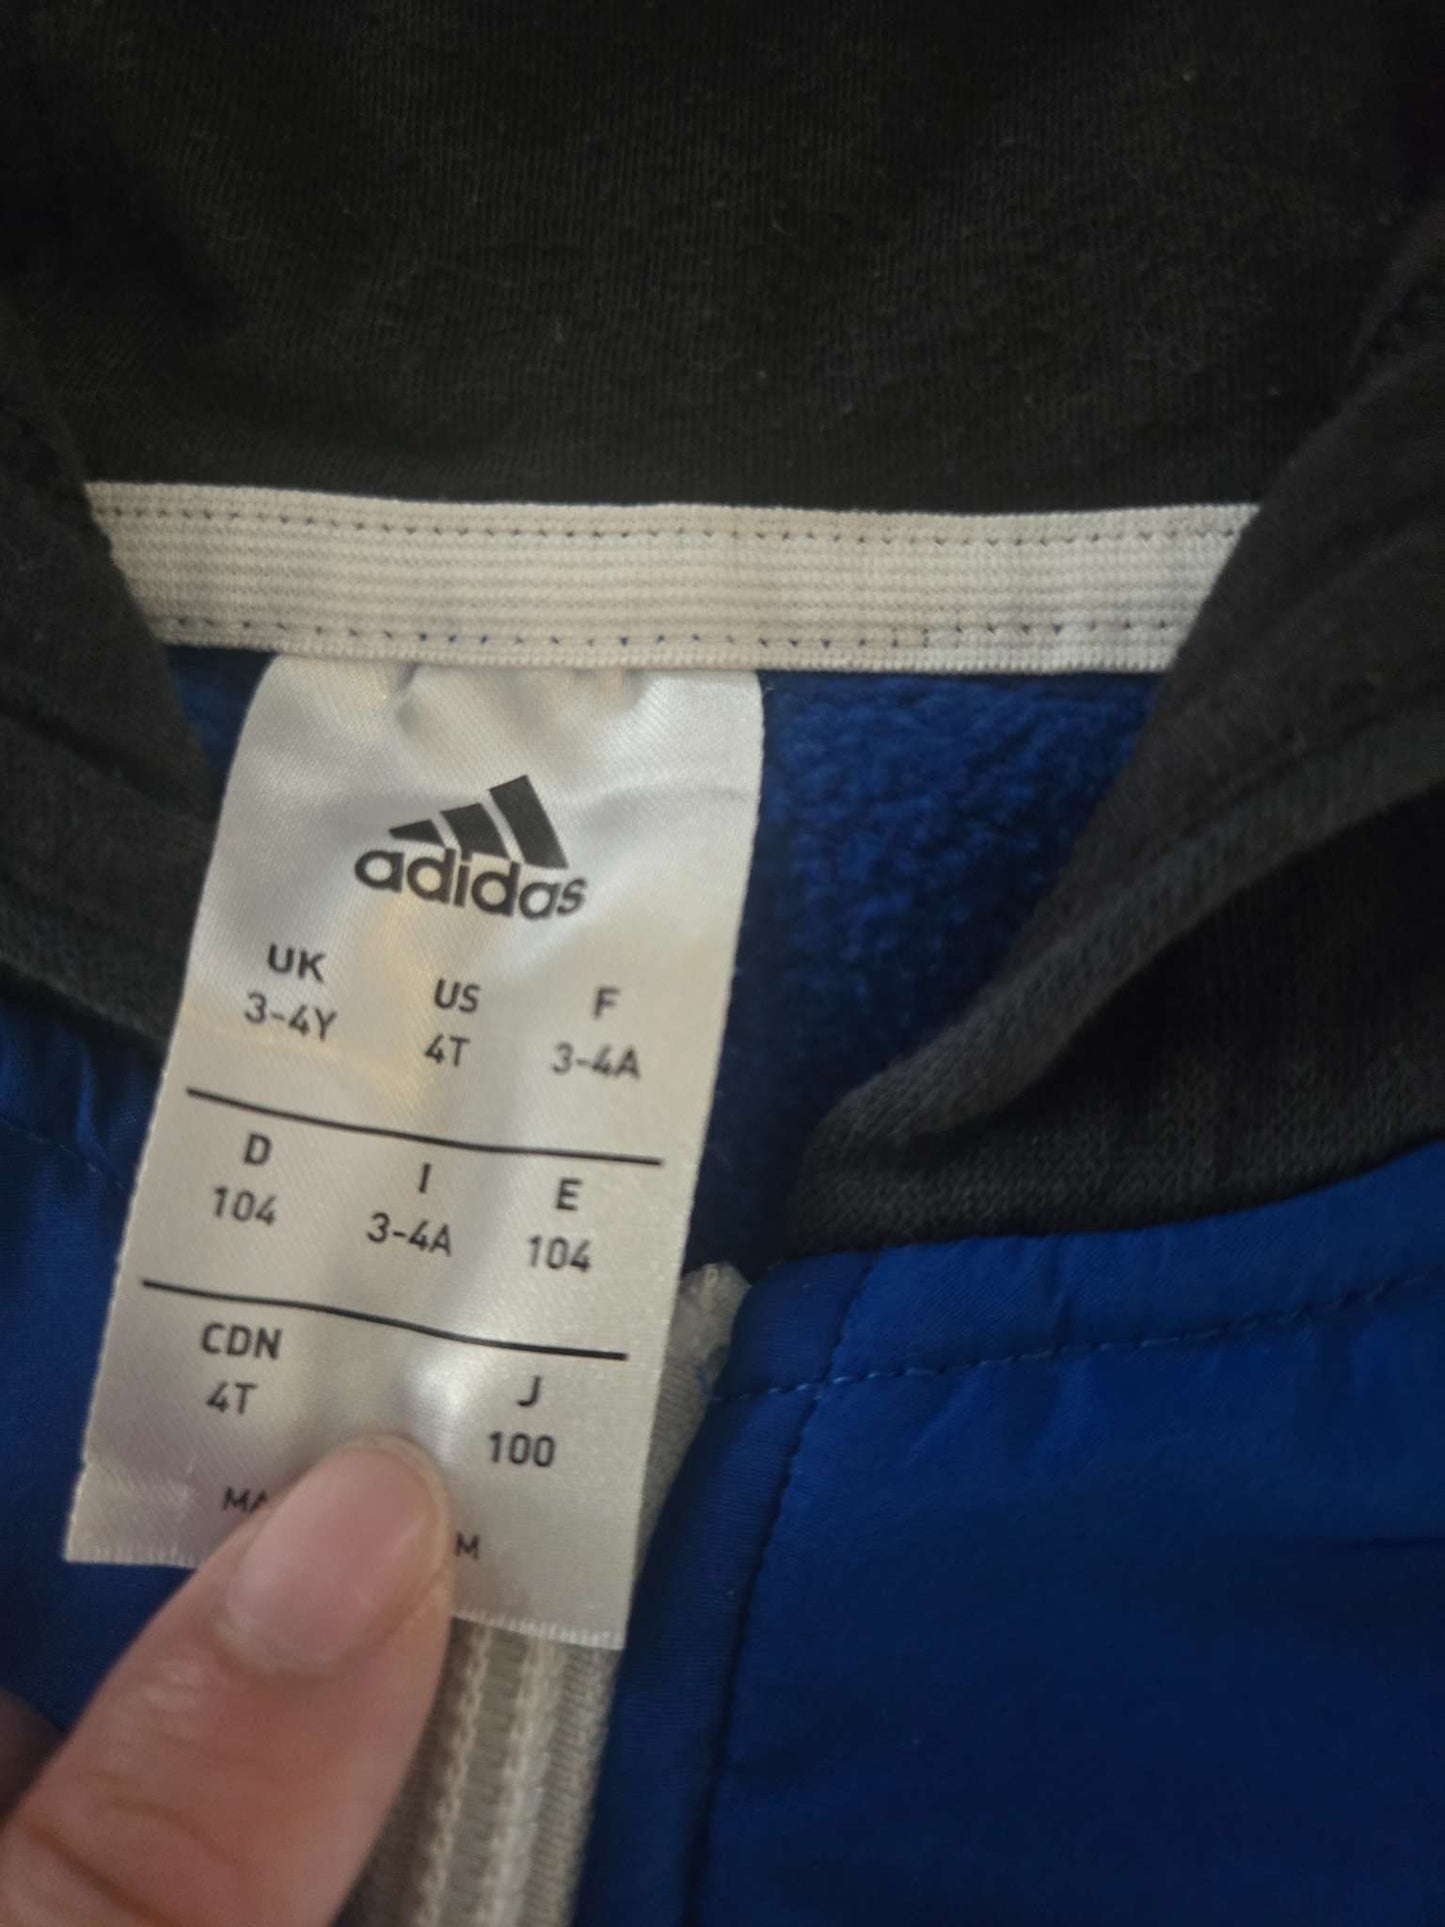 adidas
UK US F
3-4Y 4T 3-4A
D I E
104 3-4A 104
CDN J
4T 100